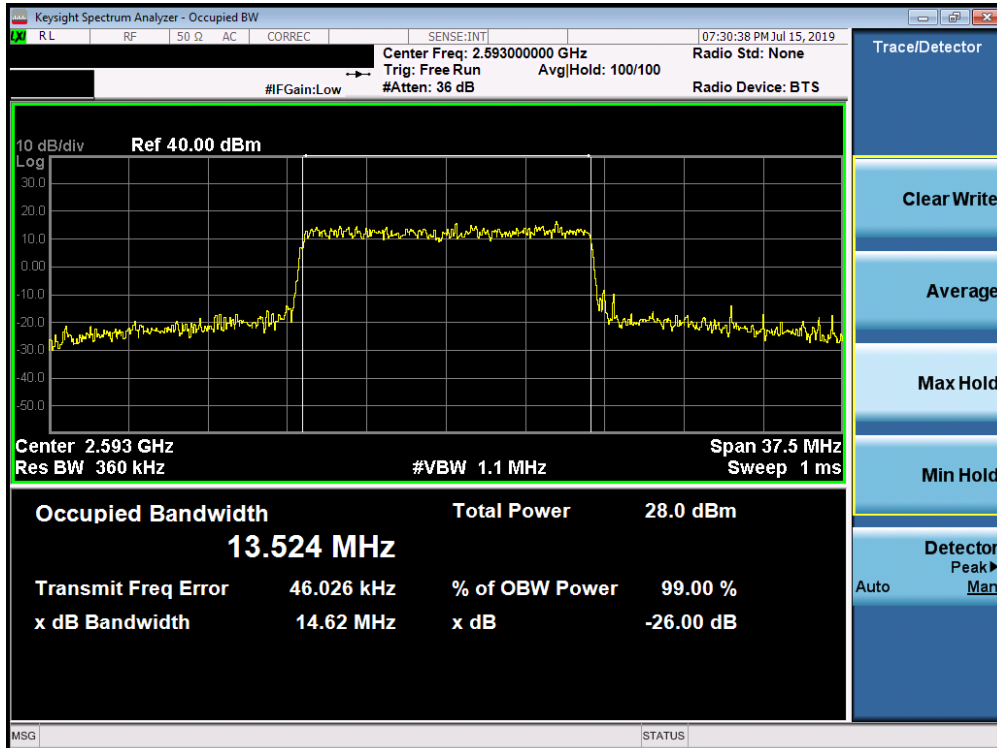 Keysight Spectrum Analyzer - Occupied BW
LXI RL RF 50 Ω AC CORREC SENSE:INT 07:30:38 PM Jul 15, 2019
Center Freq: 2.593000000 GHz Radio Std: None
Trig: Free Run Avg|Hold: 100/100
#IFGain:Low #Atten: 36 dB Radio Device: BTS
Trace/Detector
10 dB/div Ref 40.00 dBm
Log
30.0
20.0
10.0
0.00
-10.0
-20.0
-30.0
-40.0
-50.0
Center 2.593 GHz Span 37.5 MHz
Res BW 360 kHz #VBW 1.1 MHz Sweep 1 ms
Occupied Bandwidth Total Power 28.0 dBm
13.524 MHz
Transmit Freq Error 46.026 kHz % of OBW Power 99.00 %
x dB Bandwidth 14.62 MHz x dB -26.00 dB
Clear Write
Average
Max Hold
Min Hold
Detector
Peak▶
Auto Man
MSG STATUS